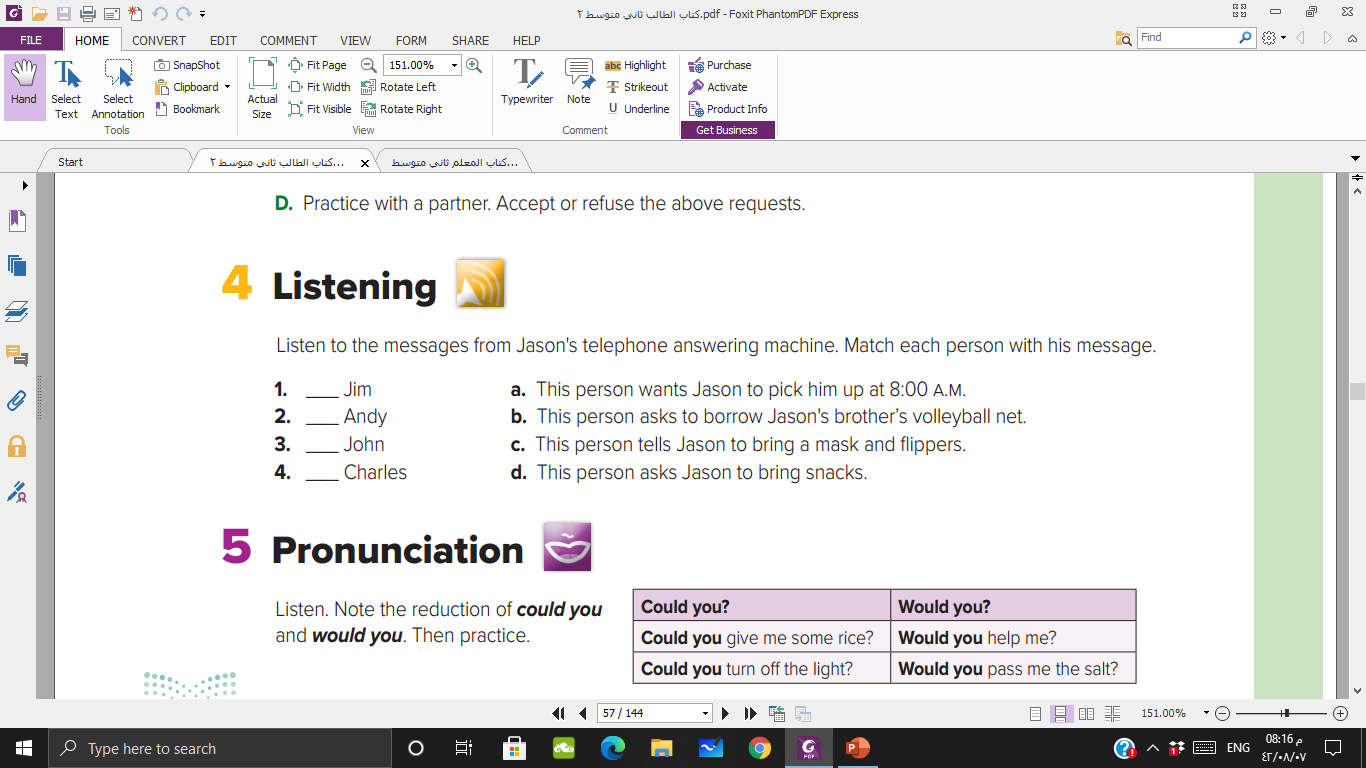 كتاب الطالب ثاني متوسط ٢.pdf - Foxit PhantomPDF Express
FILE HOME CONVERT EDIT COMMENT VIEW FORM SHARE HELP Find
Hand
Select Text
Select Annotation
SnapShot
Clipboard
Bookmark
Tools
Actual Size
Fit Page
Fit Width
Fit Visible
151.00%
Rotate Left
Rotate Right
View
Typewriter
Note
Highlight
Strikeout
Underline
Comment
Purchase
Activate
Product Info
Get Business
Start
كتاب الطالب ثاني متوسط ٢...
كتاب المعلم ثاني متوسط...
D. Practice with a partner. Accept or refuse the above requests.
4 Listening
Listen to the messages from Jason's telephone answering machine. Match each person with his message.
1. ___ Jim a. This person wants Jason to pick him up at 8:00 A.M.
2. ___ Andy b. This person asks to borrow Jason's brother's volleyball net.
3. ___ John c. This person tells Jason to bring a mask and flippers.
4. ___ Charles d. This person asks Jason to bring snacks.
5 Pronunciation
Listen. Note the reduction of could you
and would you. Then practice.
Could you? Would you?
Could you give me some rice? Would you help me?
Could you turn off the light? Would you pass me the salt?
57 / 144
151.00%
Type here to search
ENG
08:16 م
٤٢/٠٨/٠٧